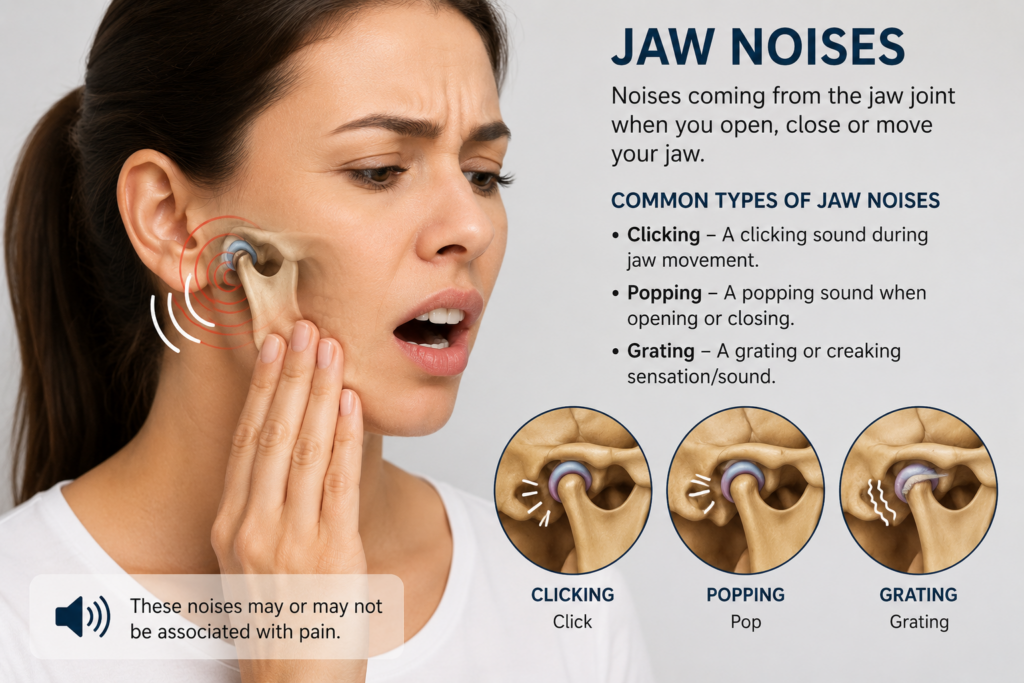 JAW NOISES
Noises coming from the jaw joint
when you open, close or move
your jaw.
COMMON TYPES OF JAW NOISES
• Clicking – A clicking sound during
jaw movement.
• Popping – A popping sound when
opening or closing.
• Grating – A grating or creaking
sensation/sound.
CLICKING
Click
POPPING
Pop
GRATING
Grating
These noises may or may not
be associated with pain.